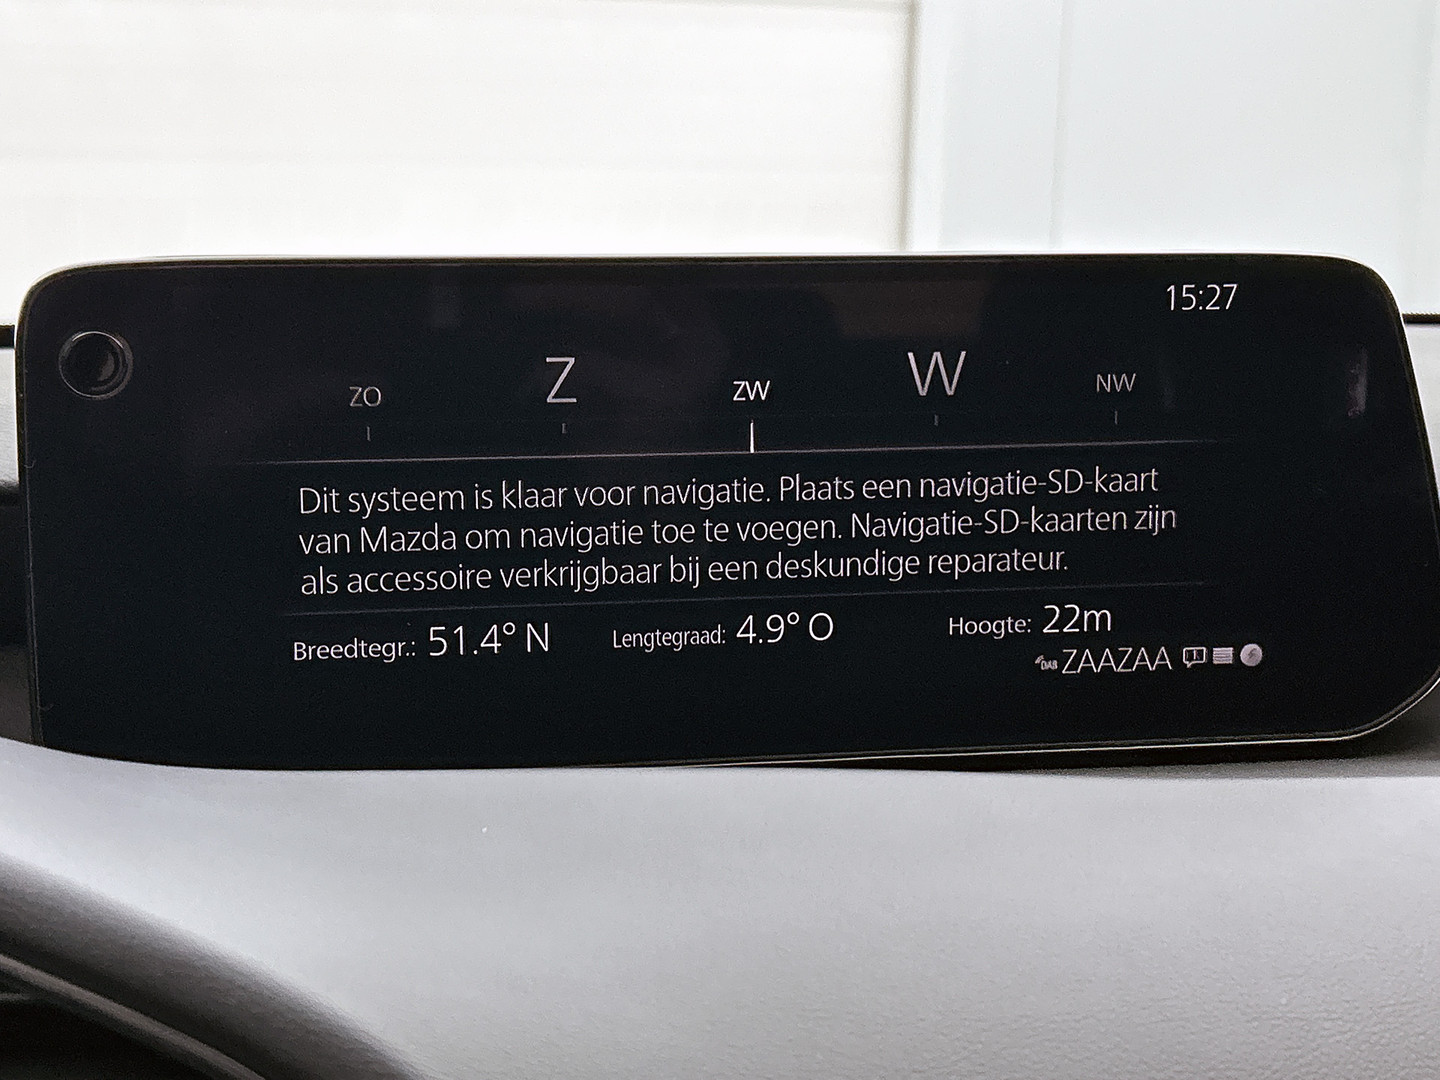 15:27
ZO Z ZW W NW
Dit systeem is klaar voor navigatie. Plaats een navigatie-SD-kaart
van Mazda om navigatie toe te voegen. Navigatie-SD-kaarten zijn
als accessoire verkrijgbaar bij een deskundige reparateur.
Breedtegr.: 51.4° N Lengtegraad: 4.9° O Hoogte: 22m
DAB ZAAZAA